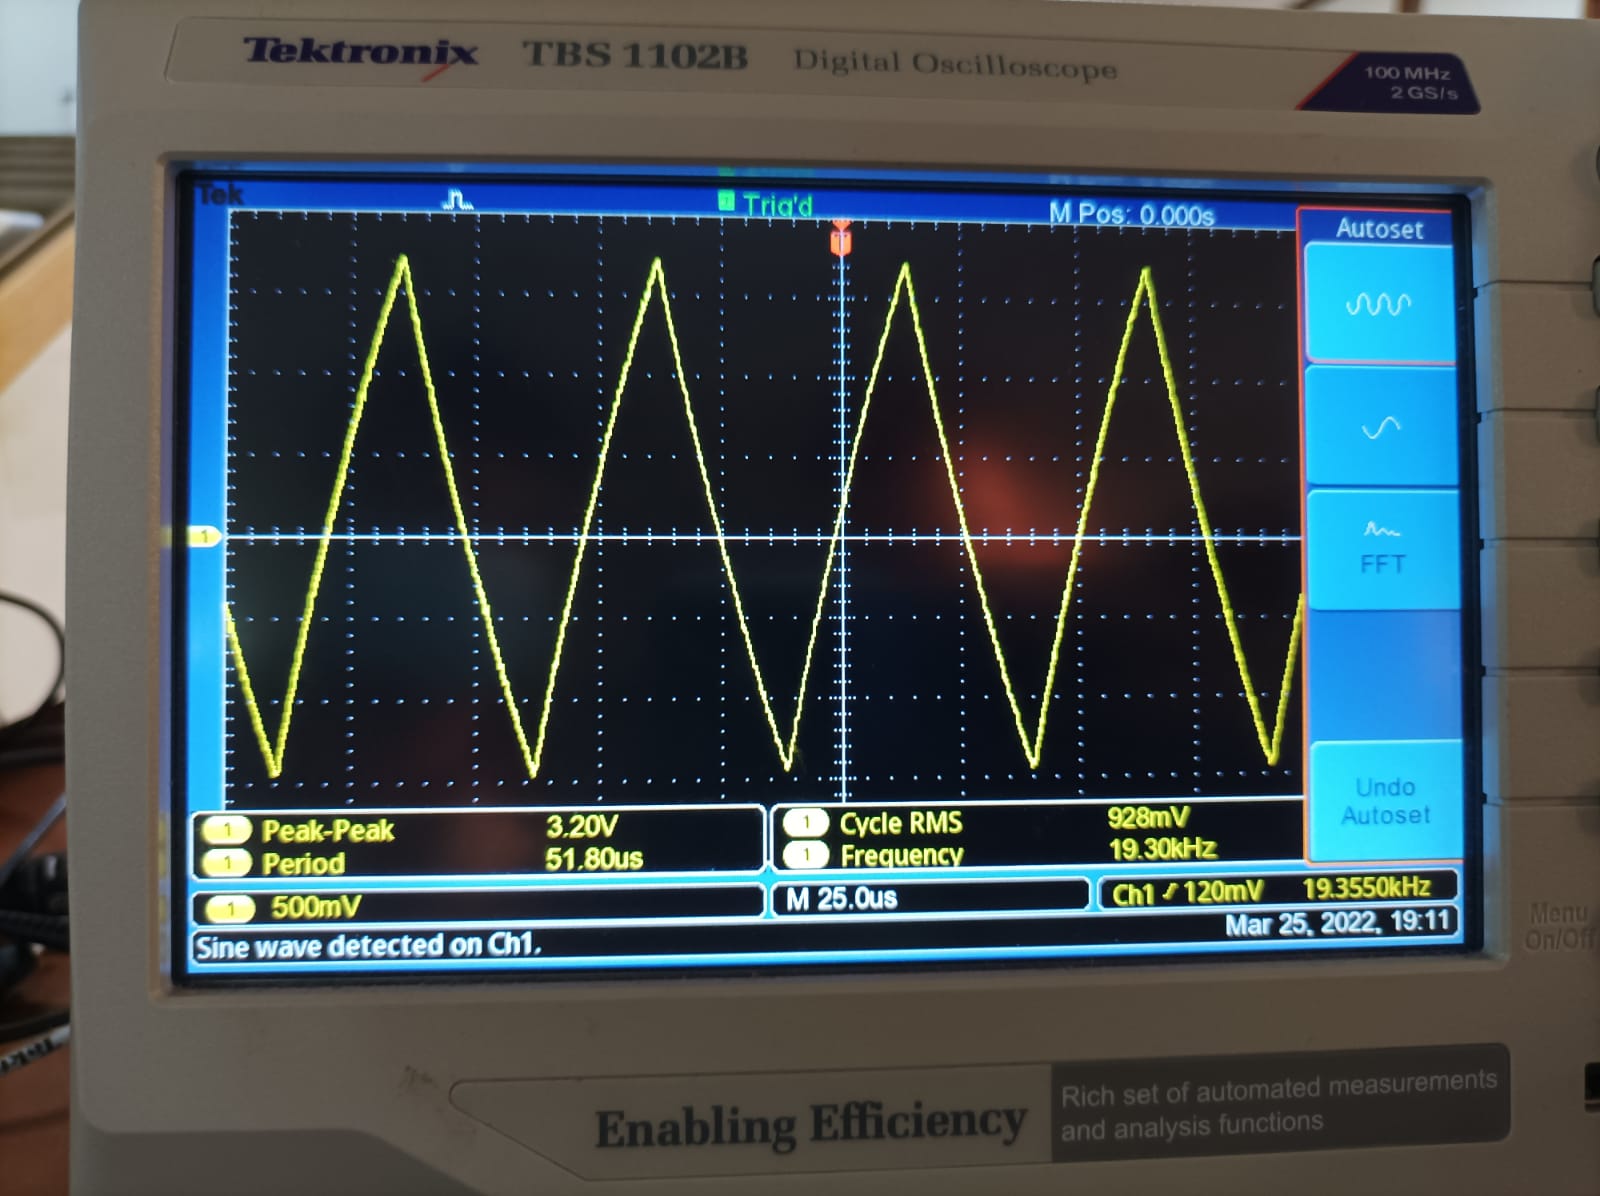 Tektronix TBS 1102B Digital Oscilloscope
100 MHz
2 GS/s
Tek Trig'd M Pos: 0.000s
Autoset
1
FFT
Undo
Autoset
1 Peak-Peak 3.20V
1 Period 51.80us
1 Cycle RMS 928mV
1 Frequency 19.30kHz
1 500mV
M 25.0us
Ch1 120mV 19.3550kHz
Mar 25, 2022, 19:11
Sine wave detected on Ch1.
Menu
On/Off
Enabling Efficiency
Rich set of automated measurements
and analysis functions